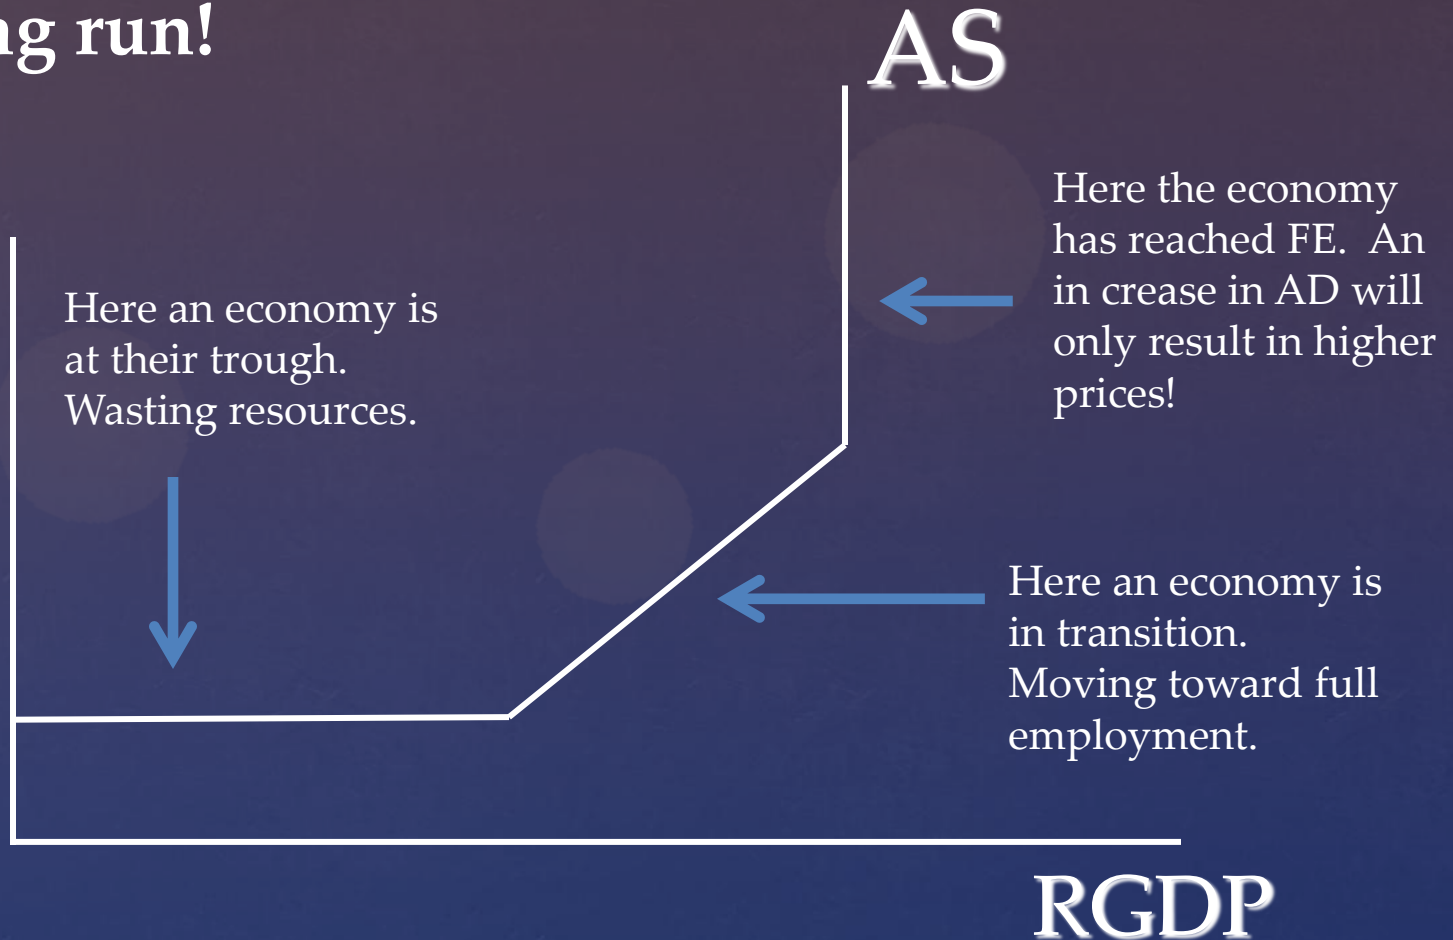 ng run!
AS
Here the economy
has reached FE.  An
in crease in AD will
only result in higher
prices!
Here an economy is
at their trough.
Wasting resources.
Here an economy is
in transition.
Moving toward full
employment.
RGDP